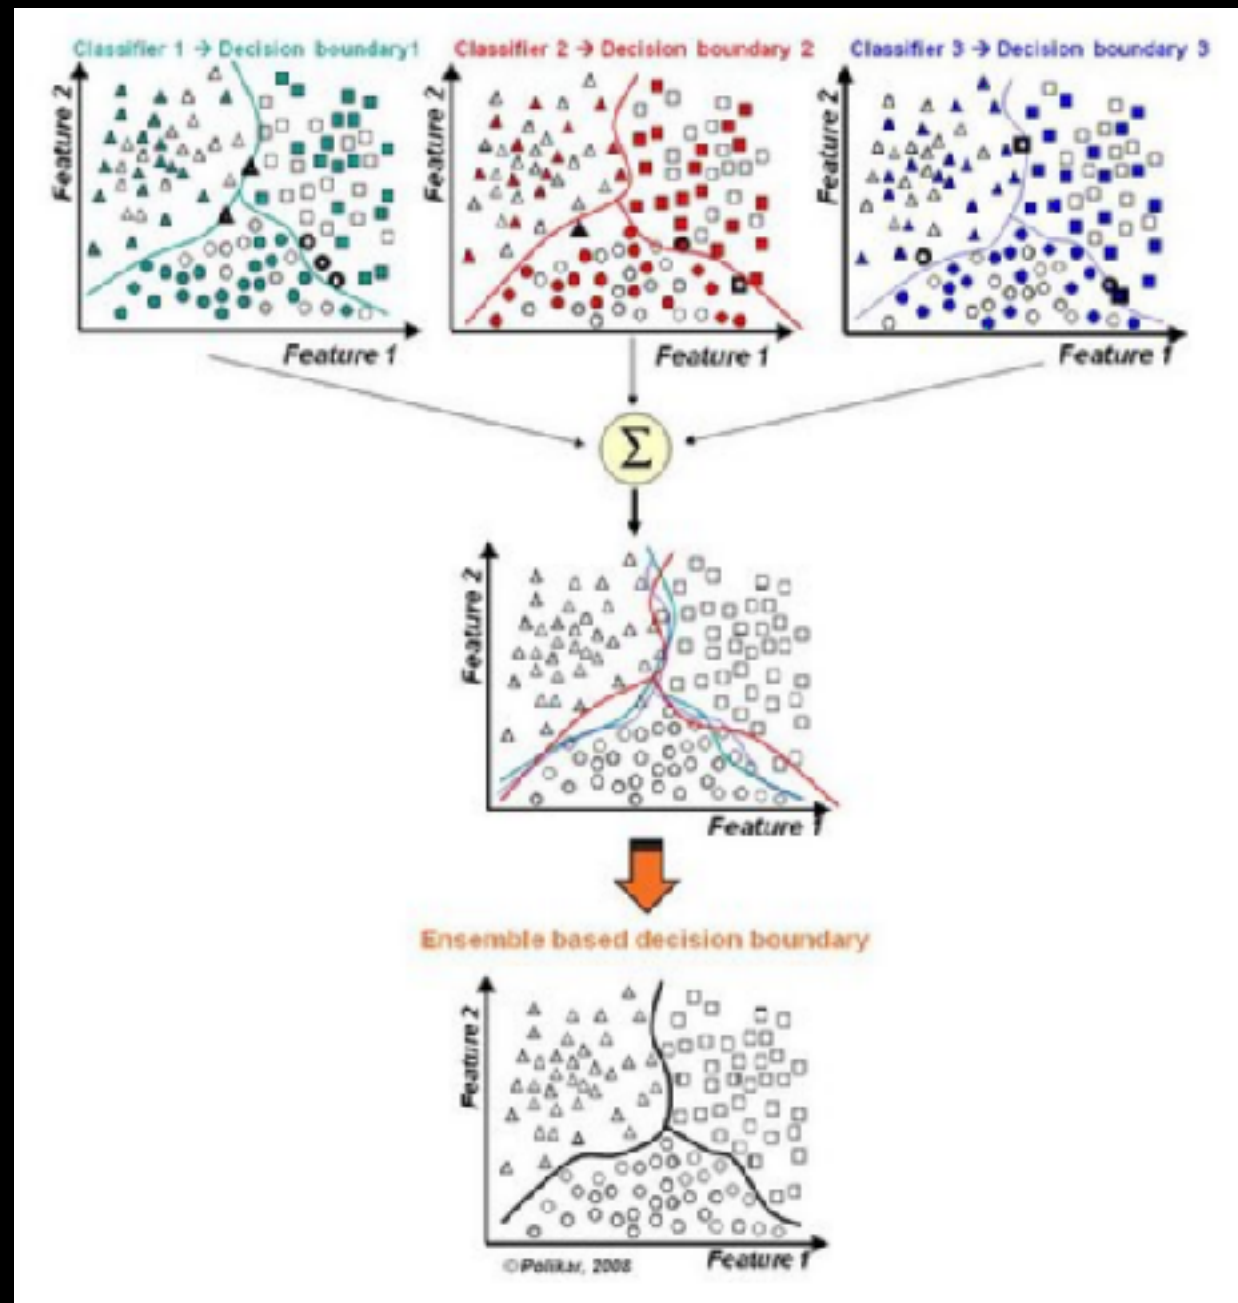 Classifier 1 → Decision boundary1
Classifier 2 → Decision boundary 2
Classifier 3 → Decision boundary 3
Feature 2
Feature 1
Feature 2
Feature 1
Feature 2
Feature 1
Σ
Feature 2
Feature 1
Ensemble based decision boundary
Feature 2
Feature 1
©Polikar, 2008